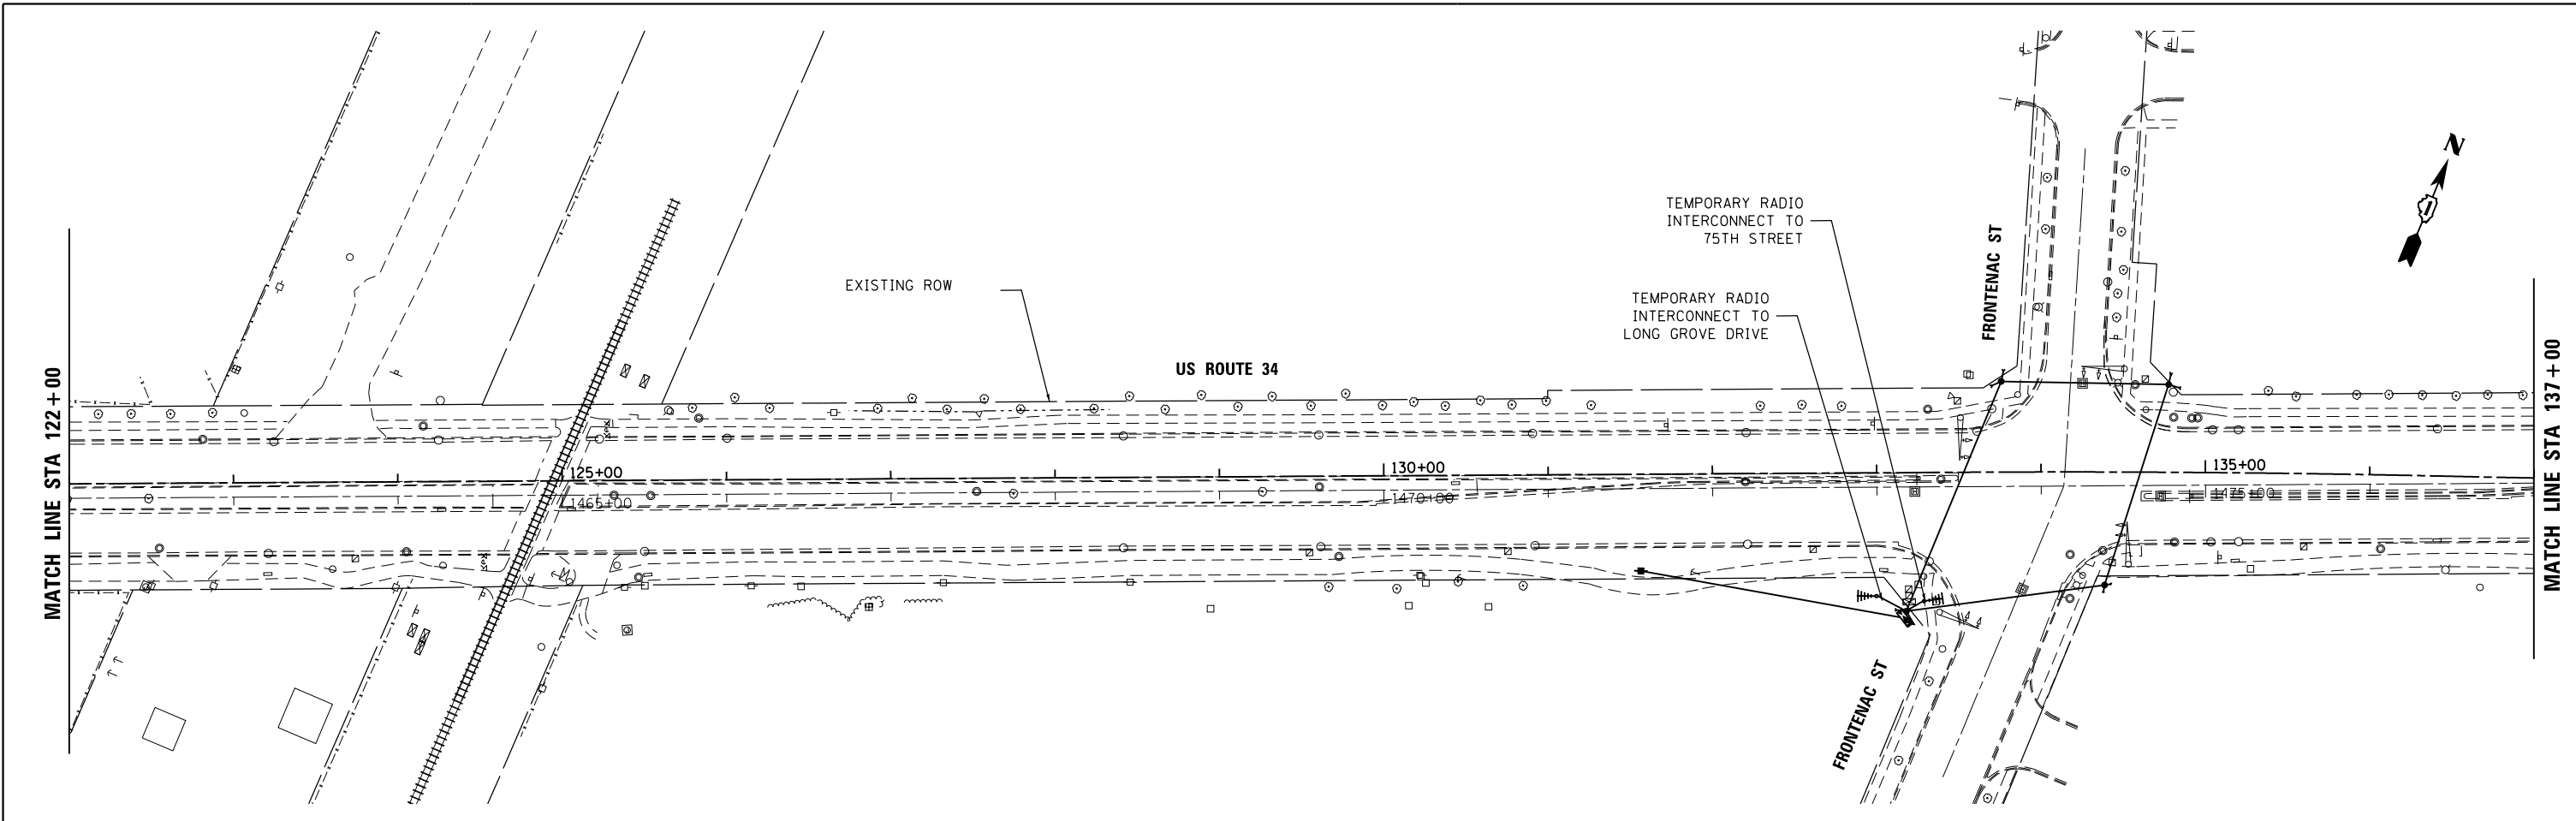 TEMPORARY RADIO
INTERCONNECT TO
75TH STREET
TEMPORARY RADIO
INTERCONNECT TO
LONG GROVE DRIVE
EXISTING ROW
US ROUTE 34
FRONTENAC ST
N
MATCH LINE STA 122+00
125+00
1465+00
130+00
1470+00
135+00
1475+00
MATCH LINE STA 137+00
FRONTENAC ST